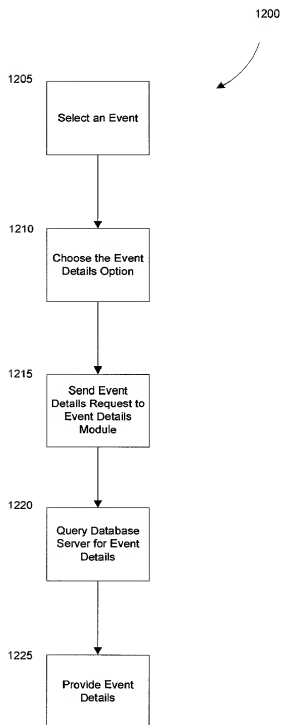 1200
1205
Select an Event
1210
Choose the Event
Details Option
1215
Send Event
Details Request to
Event Details
Module
1220
Query Database
Server for Event
Details
1225
Provide Event
Details